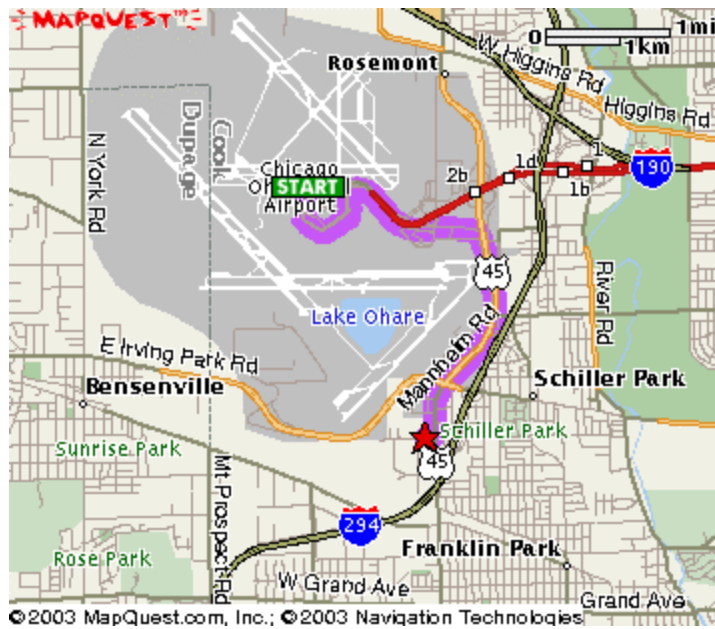 MAPQUEST™
0
1mi
1km
W Higgins Rd
Rosemont
Higgins Rd
N York Rd
Dupage
Cook
1
1d
2b
1b
190
Chicago
START
Airport
45
River Rd
Lake Ohare
Mannheim Rd
E Irving Park Rd
Bensenville
Schiller Park
Schiller Park
Sunrise Park
45
Mt Prospect Rd
294
Franklin Park
Rose Park
W Grand Ave
Grand Ave
©2003 MapQuest.com, Inc.; ©2003 Navigation Technologies